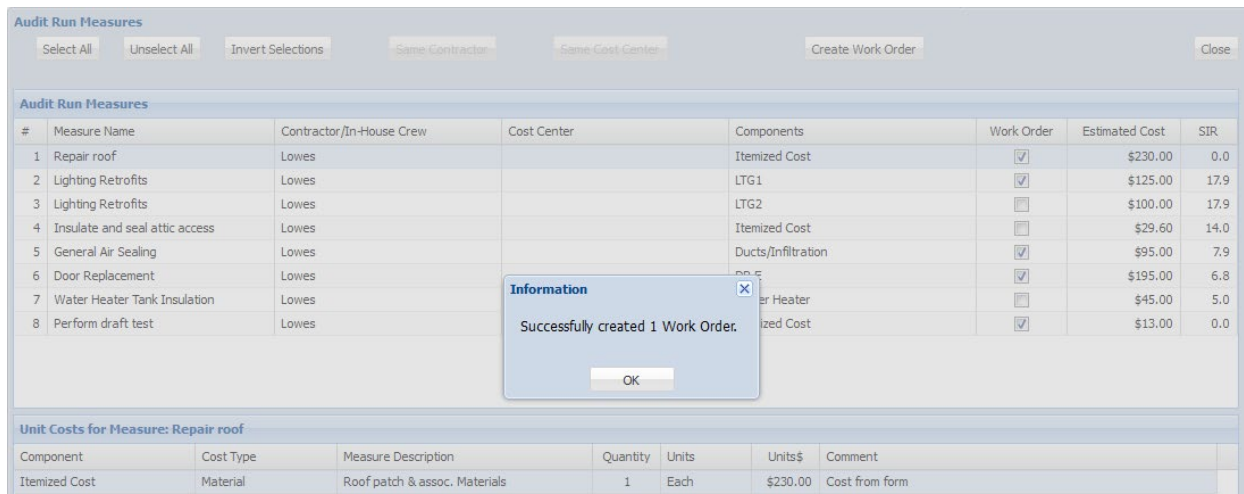 Audit Run Measures
Select All Unselect All Invert Selections Same Contractor Same Cost Center Create Work Order Close
Audit Run Measures
# Measure Name Contractor/In-House Crew Cost Center Components Work Order Estimated Cost SIR
1 Repair roof Lowes Itemized Cost $230.00 0.0
2 Lighting Retrofits Lowes LTG1 $125.00 17.9
3 Lighting Retrofits Lowes LTG2 $100.00 17.9
4 Insulate and seal attic access Lowes Itemized Cost $29.60 14.0
5 General Air Sealing Lowes Ducts/Infiltration $95.00 7.9
6 Door Replacement Lowes $195.00 6.8
7 Water Heater Tank Insulation Lowes er Heater $45.00 5.0
8 Perform draft test Lowes ized Cost $13.00 0.0
Information
Successfully created 1 Work Order.
OK
Unit Costs for Measure: Repair roof
Component Cost Type Measure Description Quantity Units Units$ Comment
Itemized Cost Material Roof patch & assoc. Materials 1 Each $230.00 Cost from form